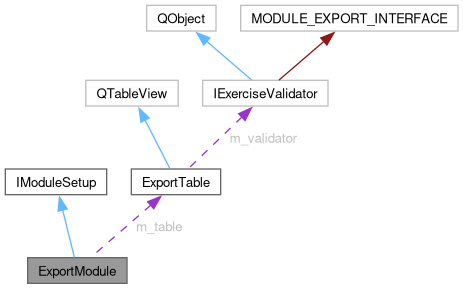 QObject
MODULE_EXPORT_INTERFACE
QTableView
IExerciseValidator
m_validator
IModuleSetup
ExportTable
m_table
ExportModule